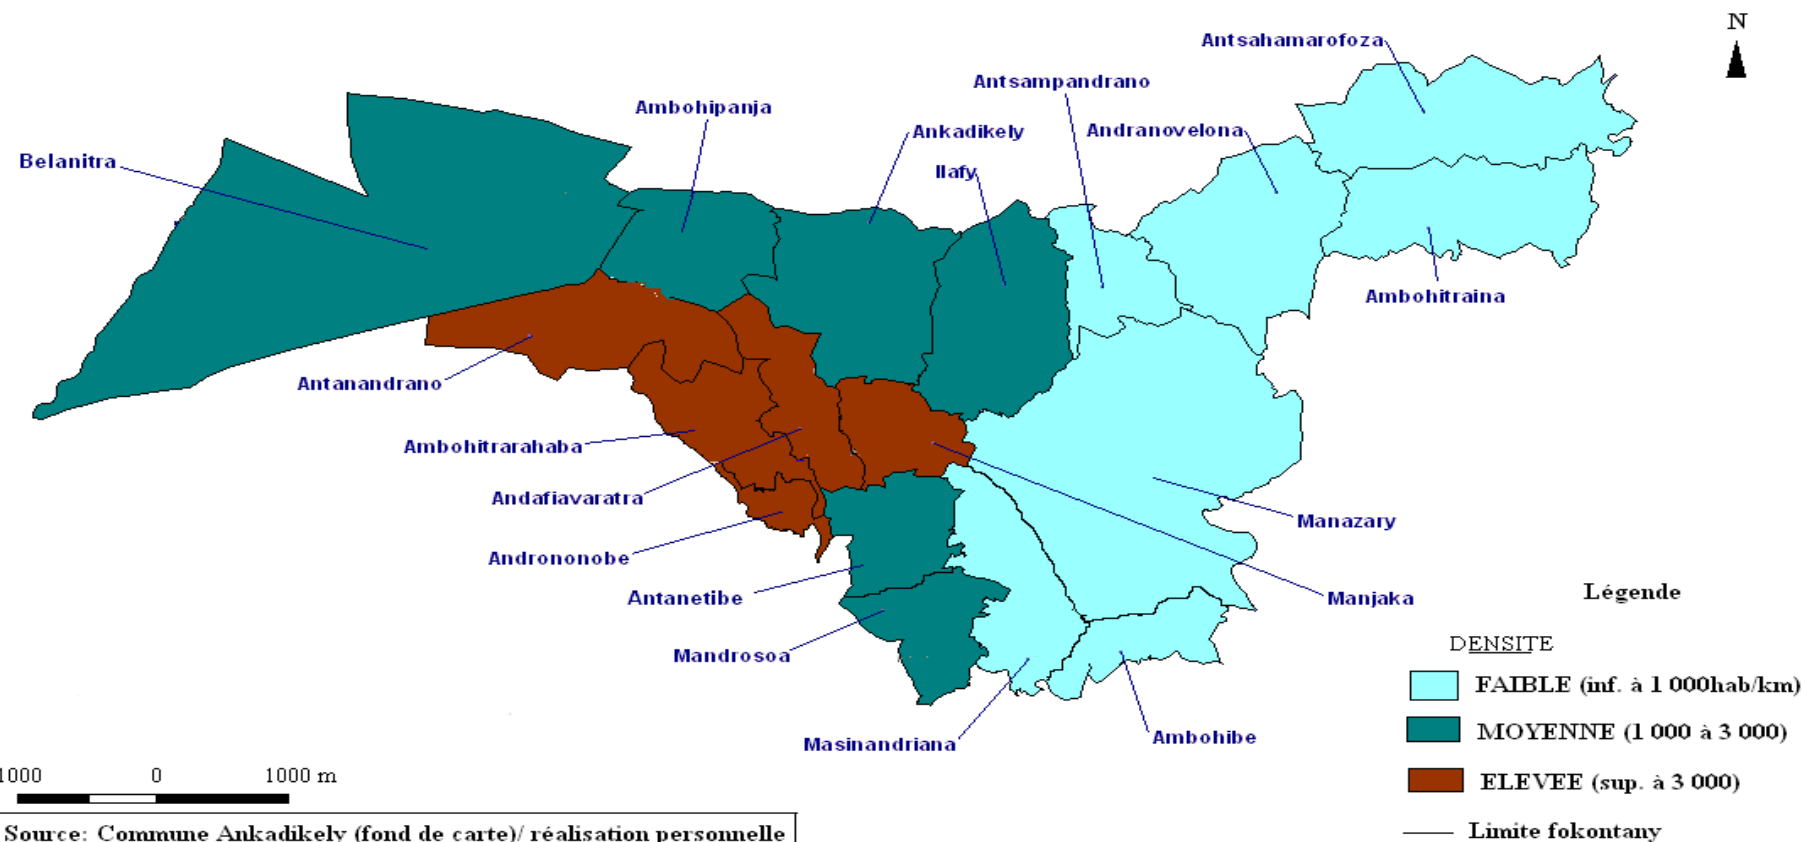 N
Antsahamarofoza
Antsampandrano
Ambohipanja
Ankadikely
Andranovelona
Belanitra
Ilafy
Ambohitraina
Antanandrano
Ambohitrarahaba
Andafiavaratra
Manazary
Andrononobe
Antanetibe
Manjaka
Légende
Mandrosoa
DENSITE
FAIBLE (inf. à 1 000hab/km)
Masinandriana
Ambohibe
MOYENNE (1 000 à 3 000)
1000 0 1000 m
ELEVEE (sup. à 3 000)
Source: Commune Ankadikely (fond de carte)/ réalisation personnelle
Limite fokontany